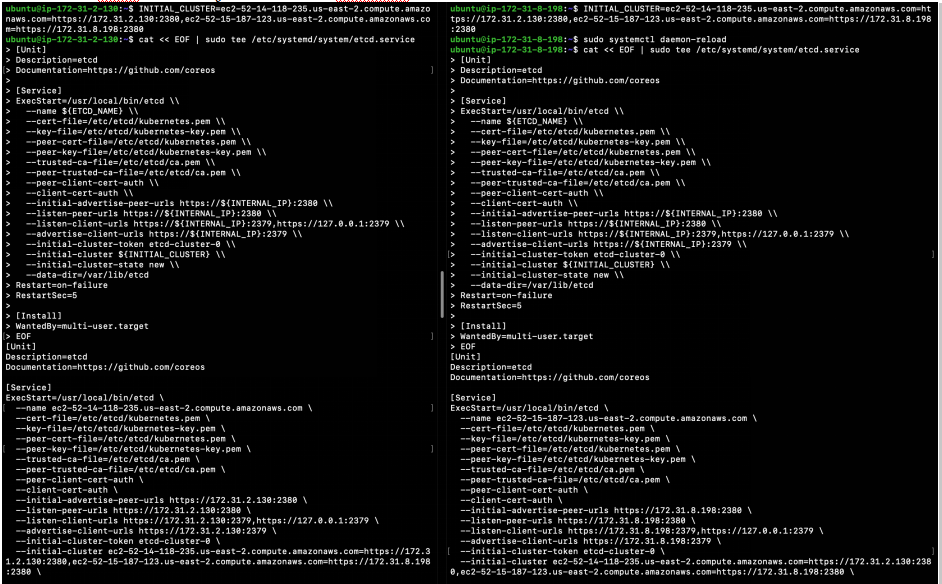 ubuntu@ip-172-31-2-130:~$ INITIAL_CLUSTER=ec2-52-14-118-235.us-east-2.compute.amazo
naws.com=https://172.31.2.130:2380,ec2-52-15-187-123.us-east-2.compute.amazonaws.co
m=https://172.31.8.198:2380
ubuntu@ip-172-31-2-130:~$ cat << EOF | sudo tee /etc/systemd/system/etcd.service
> [Unit]
> Description=etcd
> Documentation=https://github.com/coreos
>
> [Service]
> ExecStart=/usr/local/bin/etcd \\
>   --name ${ETCD_NAME} \\
>   --cert-file=/etc/etcd/kubernetes.pem \\
>   --key-file=/etc/etcd/kubernetes-key.pem \\
>   --peer-cert-file=/etc/etcd/kubernetes.pem \\
>   --peer-key-file=/etc/etcd/kubernetes-key.pem \\
>   --trusted-ca-file=/etc/etcd/ca.pem \\
>   --peer-trusted-ca-file=/etc/etcd/ca.pem \\
>   --peer-client-cert-auth \\
>   --client-cert-auth \\
>   --initial-advertise-peer-urls https://${INTERNAL_IP}:2380 \\
>   --listen-peer-urls https://${INTERNAL_IP}:2380 \\
>   --listen-client-urls https://${INTERNAL_IP}:2379,https://127.0.0.1:2379 \\
>   --advertise-client-urls https://${INTERNAL_IP}:2379 \\
>   --initial-cluster-token etcd-cluster-0 \\
>   --initial-cluster ${INITIAL_CLUSTER} \\
>   --initial-cluster-state new \\
>   --data-dir=/var/lib/etcd
> Restart=on-failure
> RestartSec=5
>
> [Install]
> WantedBy=multi-user.target
> EOF
[Unit]
Description=etcd
Documentation=https://github.com/coreos
[Service]
ExecStart=/usr/local/bin/etcd \
  --name ec2-52-14-118-235.us-east-2.compute.amazonaws.com \
  --cert-file=/etc/etcd/kubernetes.pem \
  --key-file=/etc/etcd/kubernetes-key.pem \
  --peer-cert-file=/etc/etcd/kubernetes.pem \
  --peer-key-file=/etc/etcd/kubernetes-key.pem \
  --trusted-ca-file=/etc/etcd/ca.pem \
  --peer-trusted-ca-file=/etc/etcd/ca.pem \
  --peer-client-cert-auth \
  --client-cert-auth \
  --initial-advertise-peer-urls https://172.31.2.130:2380 \
  --listen-peer-urls https://172.31.2.130:2380 \
  --listen-client-urls https://172.31.2.130:2379,https://127.0.0.1:2379 \
  --advertise-client-urls https://172.31.2.130:2379 \
  --initial-cluster-token etcd-cluster-0 \
  --initial-cluster ec2-52-14-118-235.us-east-2.compute.amazonaws.com=https://172.3
1.2.130:2380,ec2-52-15-187-123.us-east-2.compute.amazonaws.com=https://172.31.8.198
:2380 \
ubuntu@ip-172-31-8-198:~$ INITIAL_CLUSTER=ec2-52-14-118-235.us-east-2.compute.amazonaws.com=ht
tps://172.31.2.130:2380,ec2-52-15-187-123.us-east-2.compute.amazonaws.com=https://172.31.8.198
:2380
ubuntu@ip-172-31-8-198:~$ sudo systemctl daemon-reload
ubuntu@ip-172-31-8-198:~$ cat << EOF | sudo tee /etc/systemd/system/etcd.service
> [Unit]
> Description=etcd
> Documentation=https://github.com/coreos
>
> [Service]
> ExecStart=/usr/local/bin/etcd \\
>   --name ${ETCD_NAME} \\
>   --cert-file=/etc/etcd/kubernetes.pem \\
>   --key-file=/etc/etcd/kubernetes-key.pem \\
>   --peer-cert-file=/etc/etcd/kubernetes.pem \\
>   --peer-key-file=/etc/etcd/kubernetes-key.pem \\
>   --trusted-ca-file=/etc/etcd/ca.pem \\
>   --peer-trusted-ca-file=/etc/etcd/ca.pem \\
>   --peer-client-cert-auth \\
>   --client-cert-auth \\
>   --initial-advertise-peer-urls https://${INTERNAL_IP}:2380 \\
>   --listen-peer-urls https://${INTERNAL_IP}:2380 \\
>   --listen-client-urls https://${INTERNAL_IP}:2379,https://127.0.0.1:2379 \\
>   --advertise-client-urls https://${INTERNAL_IP}:2379 \\
>   --initial-cluster-token etcd-cluster-0 \\
>   --initial-cluster ${INITIAL_CLUSTER} \\
>   --initial-cluster-state new \\
>   --data-dir=/var/lib/etcd
> Restart=on-failure
> RestartSec=5
>
> [Install]
> WantedBy=multi-user.target
> EOF
[Unit]
Description=etcd
Documentation=https://github.com/coreos
[Service]
ExecStart=/usr/local/bin/etcd \
  --name ec2-52-15-187-123.us-east-2.compute.amazonaws.com \
  --cert-file=/etc/etcd/kubernetes.pem \
  --key-file=/etc/etcd/kubernetes-key.pem \
  --peer-cert-file=/etc/etcd/kubernetes.pem \
  --peer-key-file=/etc/etcd/kubernetes-key.pem \
  --trusted-ca-file=/etc/etcd/ca.pem \
  --peer-trusted-ca-file=/etc/etcd/ca.pem \
  --peer-client-cert-auth \
  --client-cert-auth \
  --initial-advertise-peer-urls https://172.31.8.198:2380 \
  --listen-peer-urls https://172.31.8.198:2380 \
  --listen-client-urls https://172.31.8.198:2379,https://127.0.0.1:2379 \
  --advertise-client-urls https://172.31.8.198:2379 \
  --initial-cluster-token etcd-cluster-0 \
  --initial-cluster ec2-52-14-118-235.us-east-2.compute.amazonaws.com=https://172.31.2.130:238
0,ec2-52-15-187-123.us-east-2.compute.amazonaws.com=https://172.31.8.198:2380 \